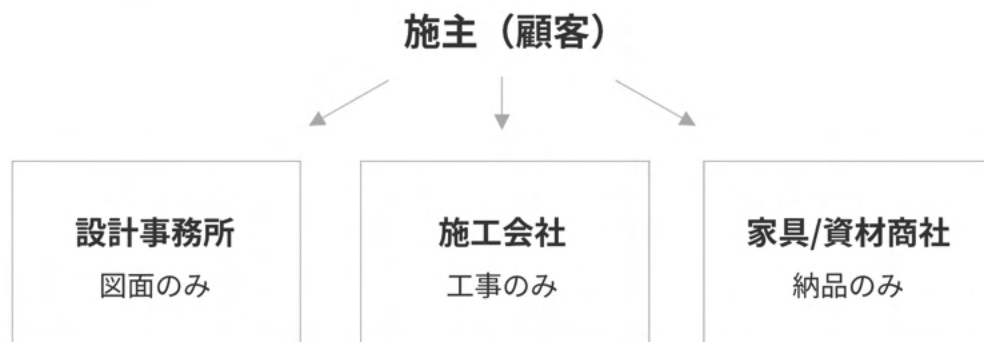 施主（顧客）
設計事務所
図面のみ
施工会社
工事のみ
家具/資材商社
納品のみ